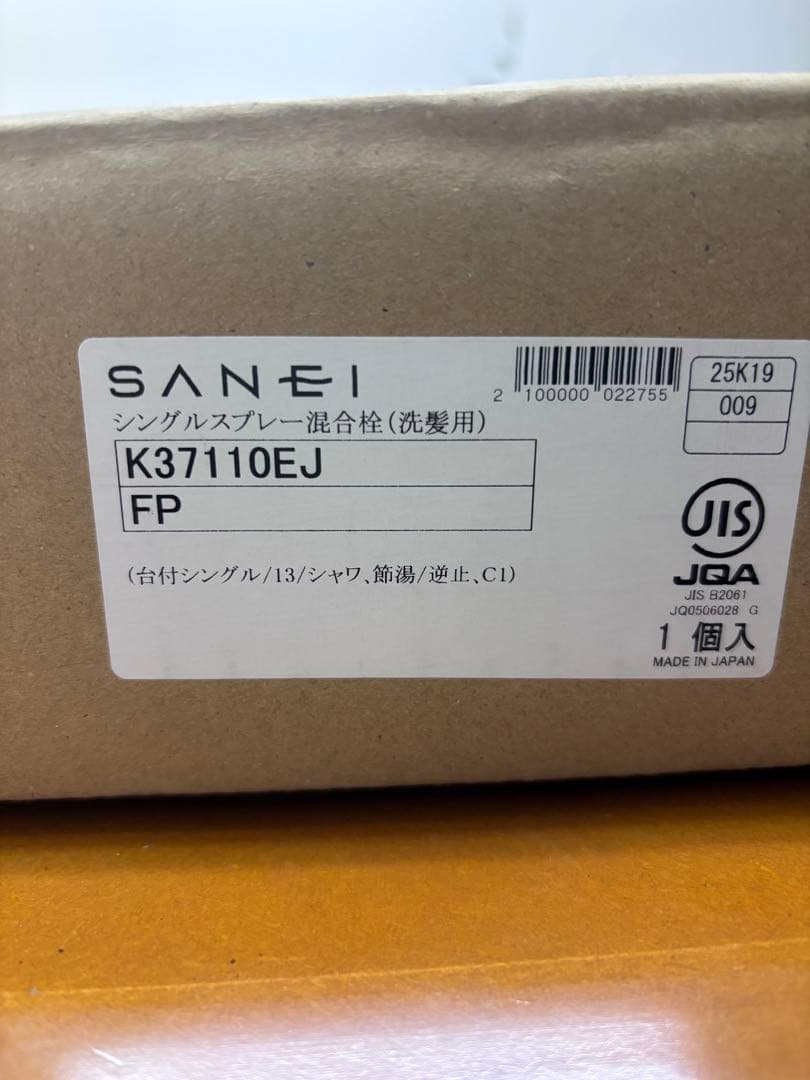 SANEI
シングルスプレー混合栓(洗髪用)
K37110EJ
FP
(台付シングル/13/シャワ、節湯/逆止、C1)
2 100000 022755
25K19
009
JIS
JQA
JIS B2061
JQ0506028 G
1 個入
MADE IN JAPAN